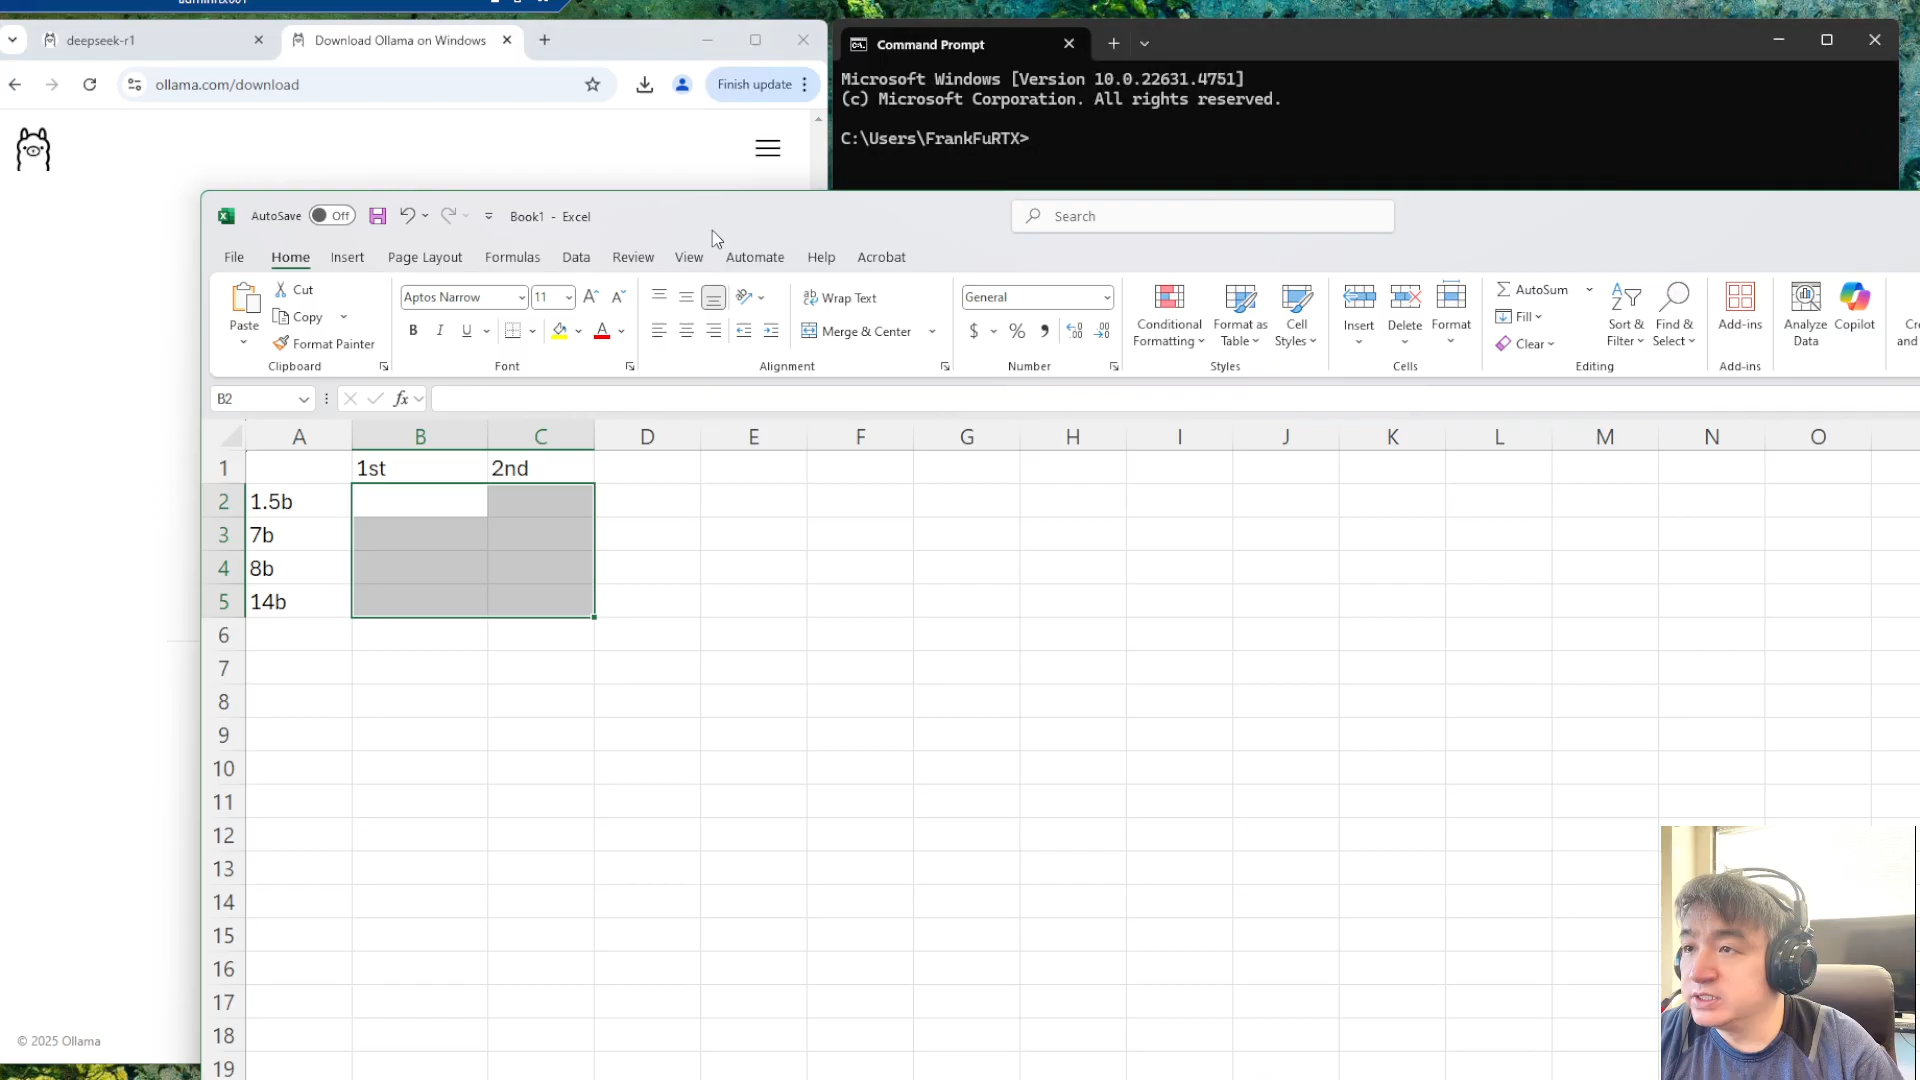 deepseek-r1
Download Ollama on Windows
ollama.com/download
Finish update
Command Prompt
Microsoft Windows [Version 10.0.22631.4751]
(c) Microsoft Corporation. All rights reserved.
C:\Users\FrankFuRTX>
AutoSave Off
Book1 - Excel
Search
File Home Insert Page Layout Formulas Data Review View Automate Help Acrobat
Paste
Cut
Copy
Format Painter
Clipboard
Aptos Narrow 11
B I U
A
Font
ab Wrap Text
Merge & Center
Alignment
General
$ % ,
Number
Conditional Formatting
Format as Table
Cell Styles
Styles
Insert Delete Format
Cells
AutoSum
Fill
Clear
Sort & Filter
Find & Select
Editing
Add-ins
Add-ins
Analyze Data
Copilot
B2
fx
A B C D E F G H I J K L M N O
1 1st 2nd
2 1.5b
3 7b
4 8b
5 14b
6
7
8
9
10
11
12
13
14
15
16
17
18
19
© 2025 Ollama